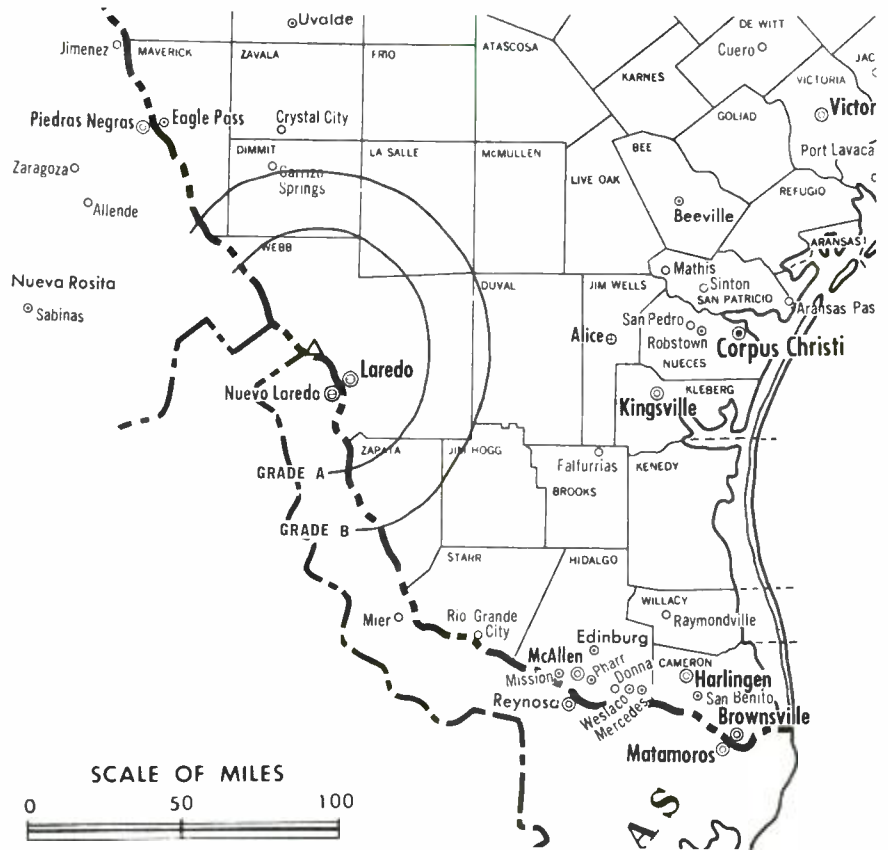 Uvalde
DE WITT
Jimenez
MAVERICK
ZAVALA
FRIO
ATASCOSA
Cuero
JAC
KARNES
VICTORIA
Piedras Negras
Eagle Pass
Crystal City
GOLIAD
Victor
DIMMIT
LA SALLE
McMULLEN
BEE
Port Lavaca
Zaragoza
Carrizo
Springs
LIVE OAK
REFUGIO
Allende
Beeville
WEBB
ARANSAS
Nueva Rosita
Sabinas
DUVAL
JIM WELLS
Mathis
Sinton
SAN PATRICIO
Aransas Pas
Alice
San Pedro
Robstown
NUECES
Corpus Christi
Laredo
Nuevo Laredo
Kingsville
KLEBERG
GRADE A
ZAPATA
JIM HOGG
Falfurrias
KENEDY
BROOKS
GRADE B
STARR
HIDALGO
WILLACY
Mier
Rio Grande
City
Raymondville
Edinburg
McAllen
Mission
Pharr
Donna
CAMERON
Harlingen
San Benito
Reynosa
Weslaco
Mercedes
Brownsville
Matamoros
SCALE OF MILES
0 50 100
A S